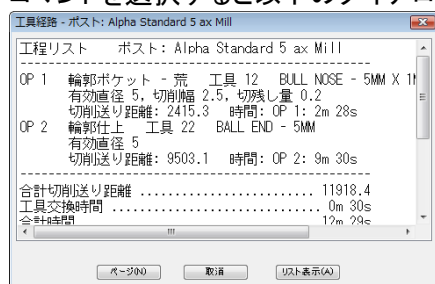 コマンドを選択すると以下のダイアロ
工具経路 - ポスト: Alpha Standard 5 ax Mill
工程リスト ポスト: Alpha Standard 5 ax Mill
OP 1 輪郭ポケット - 荒 工具 12 BULL NOSE - 5MM X 1
有効直径 5, 切削幅 2.5, 切残し量 0.2
切削送り距離: 2415.3 時間: OP 1: 2m 28s
OP 2 輪郭仕上 工具 22 BALL END - 5MM
有効直径 5
切削送り距離: 9503.1 時間: OP 2: 9m 30s
合計切削送り距離 ........................ 11918.4
工具交換時間 ............................ 0m 30s
合計時間 12m 29s
ページ(N) 取消 リスト表示(A)